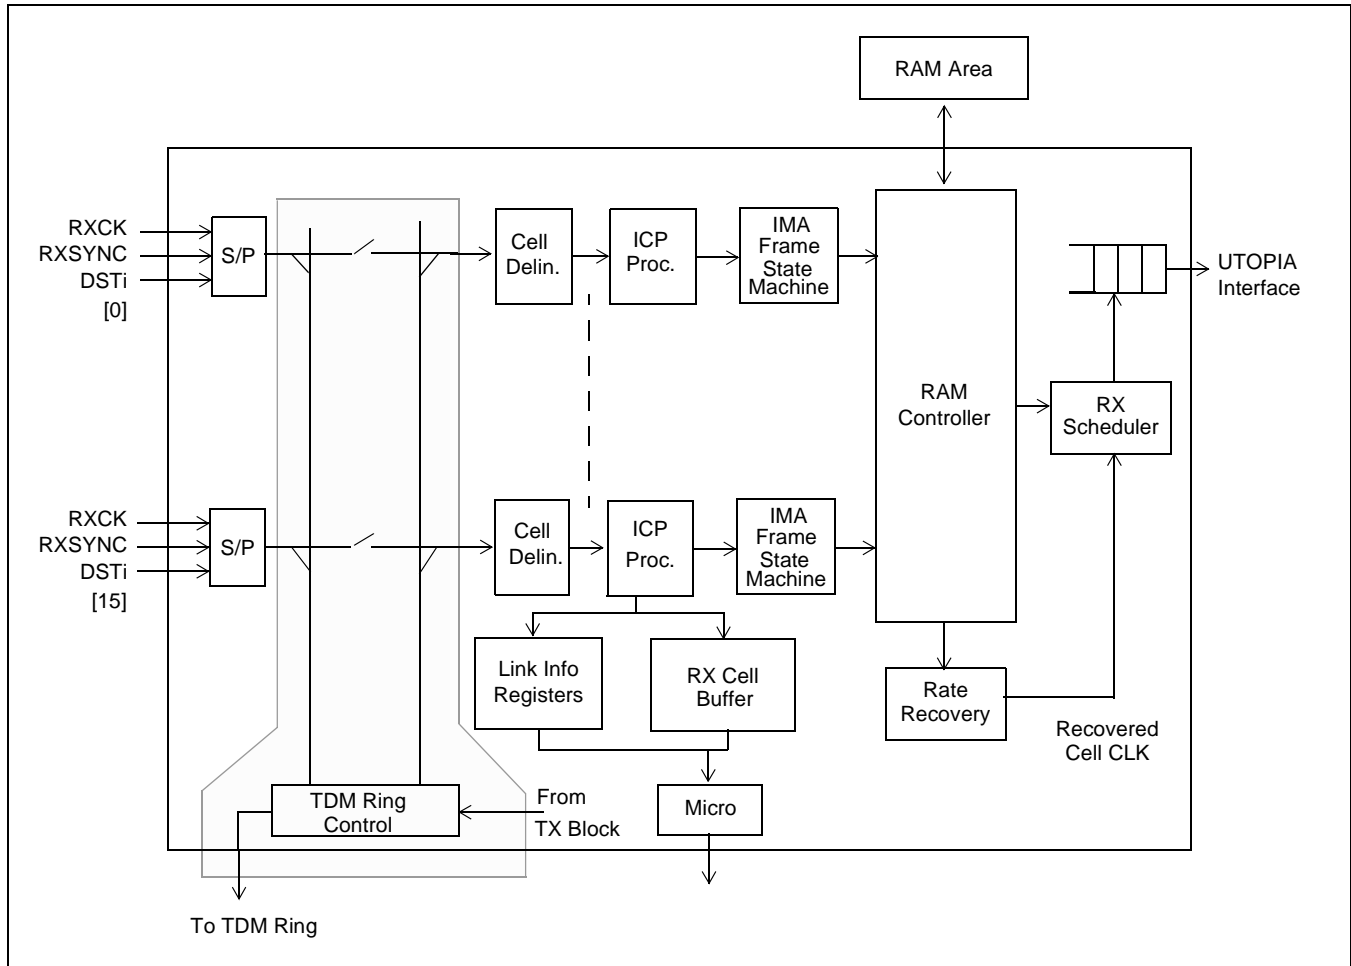 RAM Area
RXCK
RXSYNC
DSTi
[0]
S/P
Cell
Delin.
ICP
Proc.
IMA
Frame
State
Machine
UTOPIA
Interface
RAM
Controller
RX
Scheduler
RXCK
RXSYNC
DSTi
[15]
S/P
Cell
Delin.
ICP
Proc.
IMA
Frame
State
Machine
Link Info
Registers
RX Cell
Buffer
Rate
Recovery
Recovered
Cell CLK
TDM Ring
Control
From
TX Block
Micro
To TDM Ring